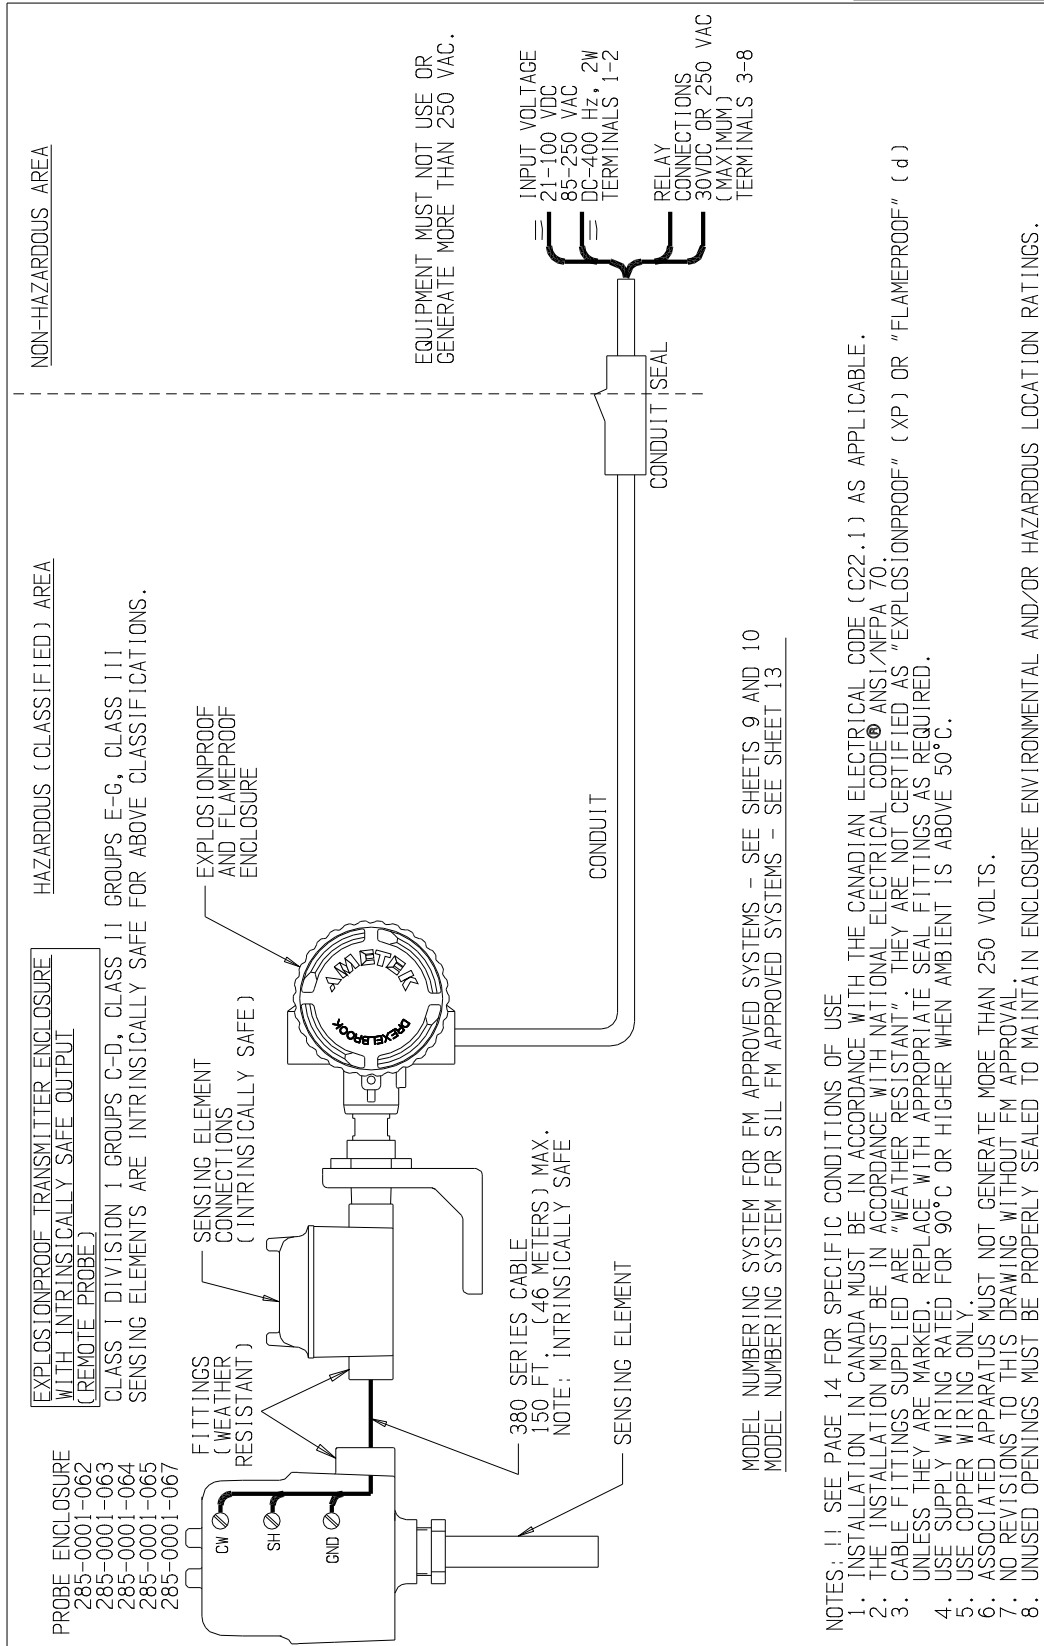 EXPLOSIONPROOF TRANSMITTER ENCLOSURE
WITH INTRINSICALLY SAFE OUTPUT
(REMOTE PROBE)
HAZARDOUS (CLASSIFIED) AREA
NON-HAZARDOUS AREA
CLASS I DIVISION 1 GROUPS C-D, CLASS II GROUPS E-G, CLASS III
SENSING ELEMENTS ARE INTRINSICALLY SAFE FOR ABOVE CLASSIFICATIONS.
PROBE ENCLOSURE
285-0001-062
285-0001-063
285-0001-064
285-0001-065
285-0001-067
FITTINGS
(WEATHER
RESISTANT)
SENSING ELEMENT
CONNECTIONS
(INTRINSICALLY SAFE)
EXPLOSIONPROOF
AND FLAMEPROOF
ENCLOSURE
EQUIPMENT MUST NOT USE OR
GENERATE MORE THAN 250 VAC.
CW
SH
GND
AMETEK
DREXELBROOK
INPUT VOLTAGE
21-100 VDC
85-250 VAC
DC-400 Hz, 2W
TERMINALS 1-2
RELAY
CONNECTIONS
30VDC OR 250 VAC
(MAXIMUM)
TERMINALS 3-8
380 SERIES CABLE
150 FT. (46 METERS) MAX.
NOTE: INTRINSICALLY SAFE
SENSING ELEMENT
CONDUIT
CONDUIT SEAL
MODEL NUMBERING SYSTEM FOR FM APPROVED SYSTEMS - SEE SHEETS 9 AND 10
MODEL NUMBERING SYSTEM FOR SIL FM APPROVED SYSTEMS - SEE SHEET 13
NOTES: !! SEE PAGE 14 FOR SPECIFIC CONDITIONS OF USE
1. INSTALLATION IN CANADA MUST BE IN ACCORDANCE WITH THE CANADIAN ELECTRICAL CODE (C22.1) AS APPLICABLE.
2. THE INSTALLATION MUST BE IN ACCORDANCE WITH NATIONAL ELECTRICAL CODE® ANSI/NFPA 70.
3. CABLE FITTINGS SUPPLIED ARE "WEATHER RESISTANT". THEY ARE NOT CERTIFIED AS "EXPLOSIONPROOF" (XP) OR "FLAMEPROOF" (d)
UNLESS THEY ARE MARKED. REPLACE WITH APPROPRIATE SEAL FITTINGS AS REQUIRED.
4. USE SUPPLY WIRING RATED FOR 90°C OR HIGHER WHEN AMBIENT IS ABOVE 50°C.
5. USE COPPER WIRING ONLY.
6. ASSOCIATED APPARATUS MUST NOT GENERATE MORE THAN 250 VOLTS.
7. NO REVISIONS TO THIS DRAWING WITHOUT FM APPROVAL.
8. UNUSED OPENINGS MUST BE PROPERLY SEALED TO MAINTAIN ENCLOSURE ENVIRONMENTAL AND/OR HAZARDOUS LOCATION RATINGS.